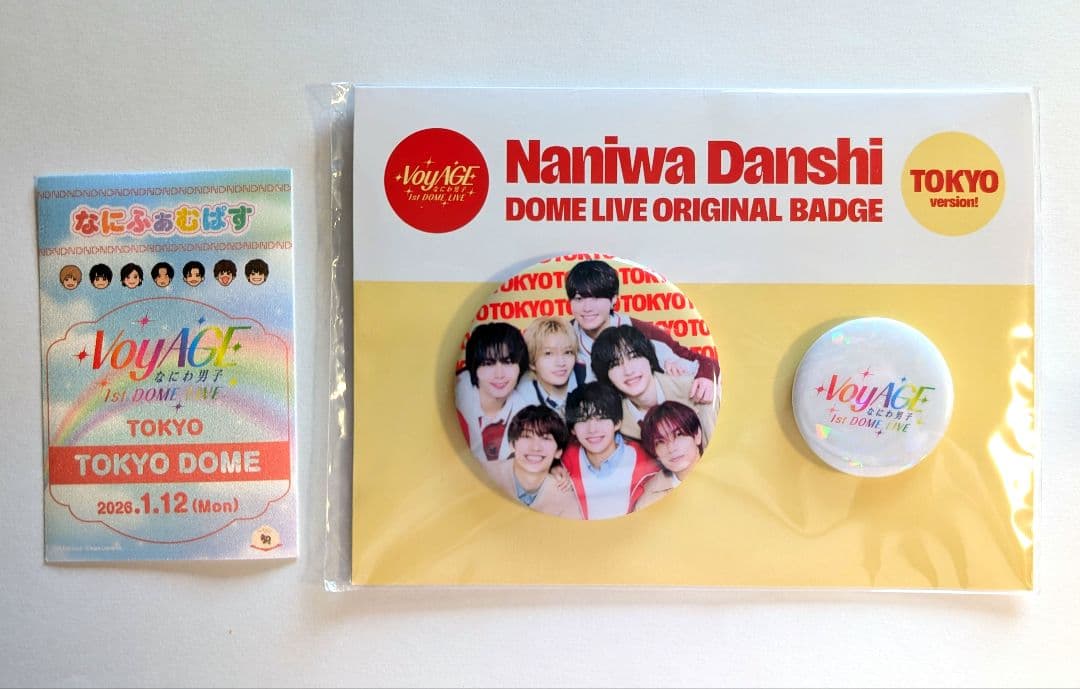 なにふぁむぱす
VoyAGE
なにわ男子
1st DOME LIVE
TOKYO
TOKYO DOME
2026.1.12 (Mon)
VoyAGE
なにわ男子
1st DOME LIVE
Naniwa Danshi
DOME LIVE ORIGINAL BADGE
TOKYO
version!
TOKYO
TOKYO
VoyAGE
なにわ男子
1st DOME LIVE